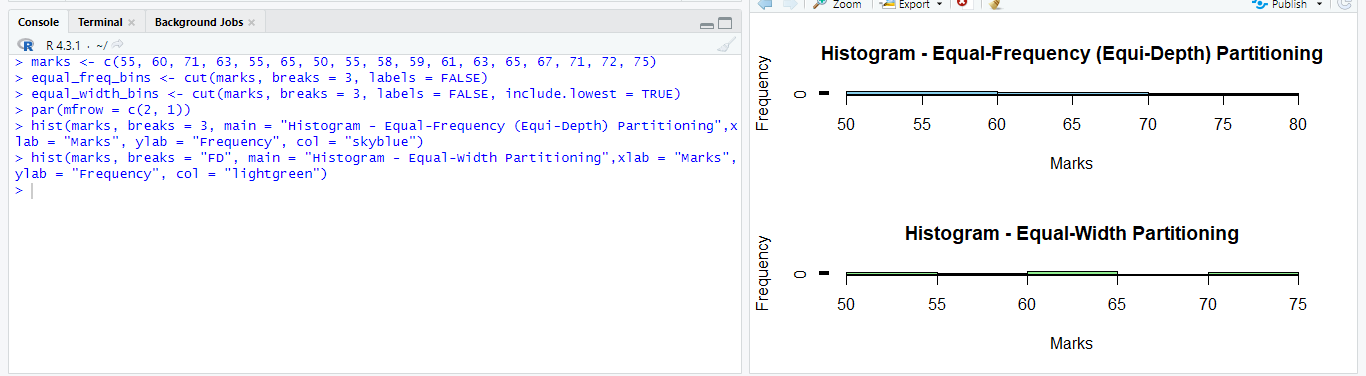 Console Terminal × Background Jobs ×
R 4.3.1 · ~/
> marks <- c(55, 60, 71, 63, 55, 65, 50, 55, 58, 59, 61, 63, 65, 67, 71, 72, 75)
> equal_freq_bins <- cut(marks, breaks = 3, labels = FALSE)
> equal_width_bins <- cut(marks, breaks = 3, labels = FALSE, include.lowest = TRUE)
> par(mfrow = c(2, 1))
> hist(marks, breaks = 3, main = "Histogram - Equal-Frequency (Equi-Depth) Partitioning",x
lab = "Marks", ylab = "Frequency", col = "skyblue")
> hist(marks, breaks = "FD", main = "Histogram - Equal-Width Partitioning",xlab = "Marks",
ylab = "Frequency", col = "lightgreen")
>
Zoom Export Publish
Histogram - Equal-Frequency (Equi-Depth) Partitioning
Frequency
0
50 55 60 65 70 75 80
Marks
Histogram - Equal-Width Partitioning
Frequency
0
50 55 60 65 70 75
Marks